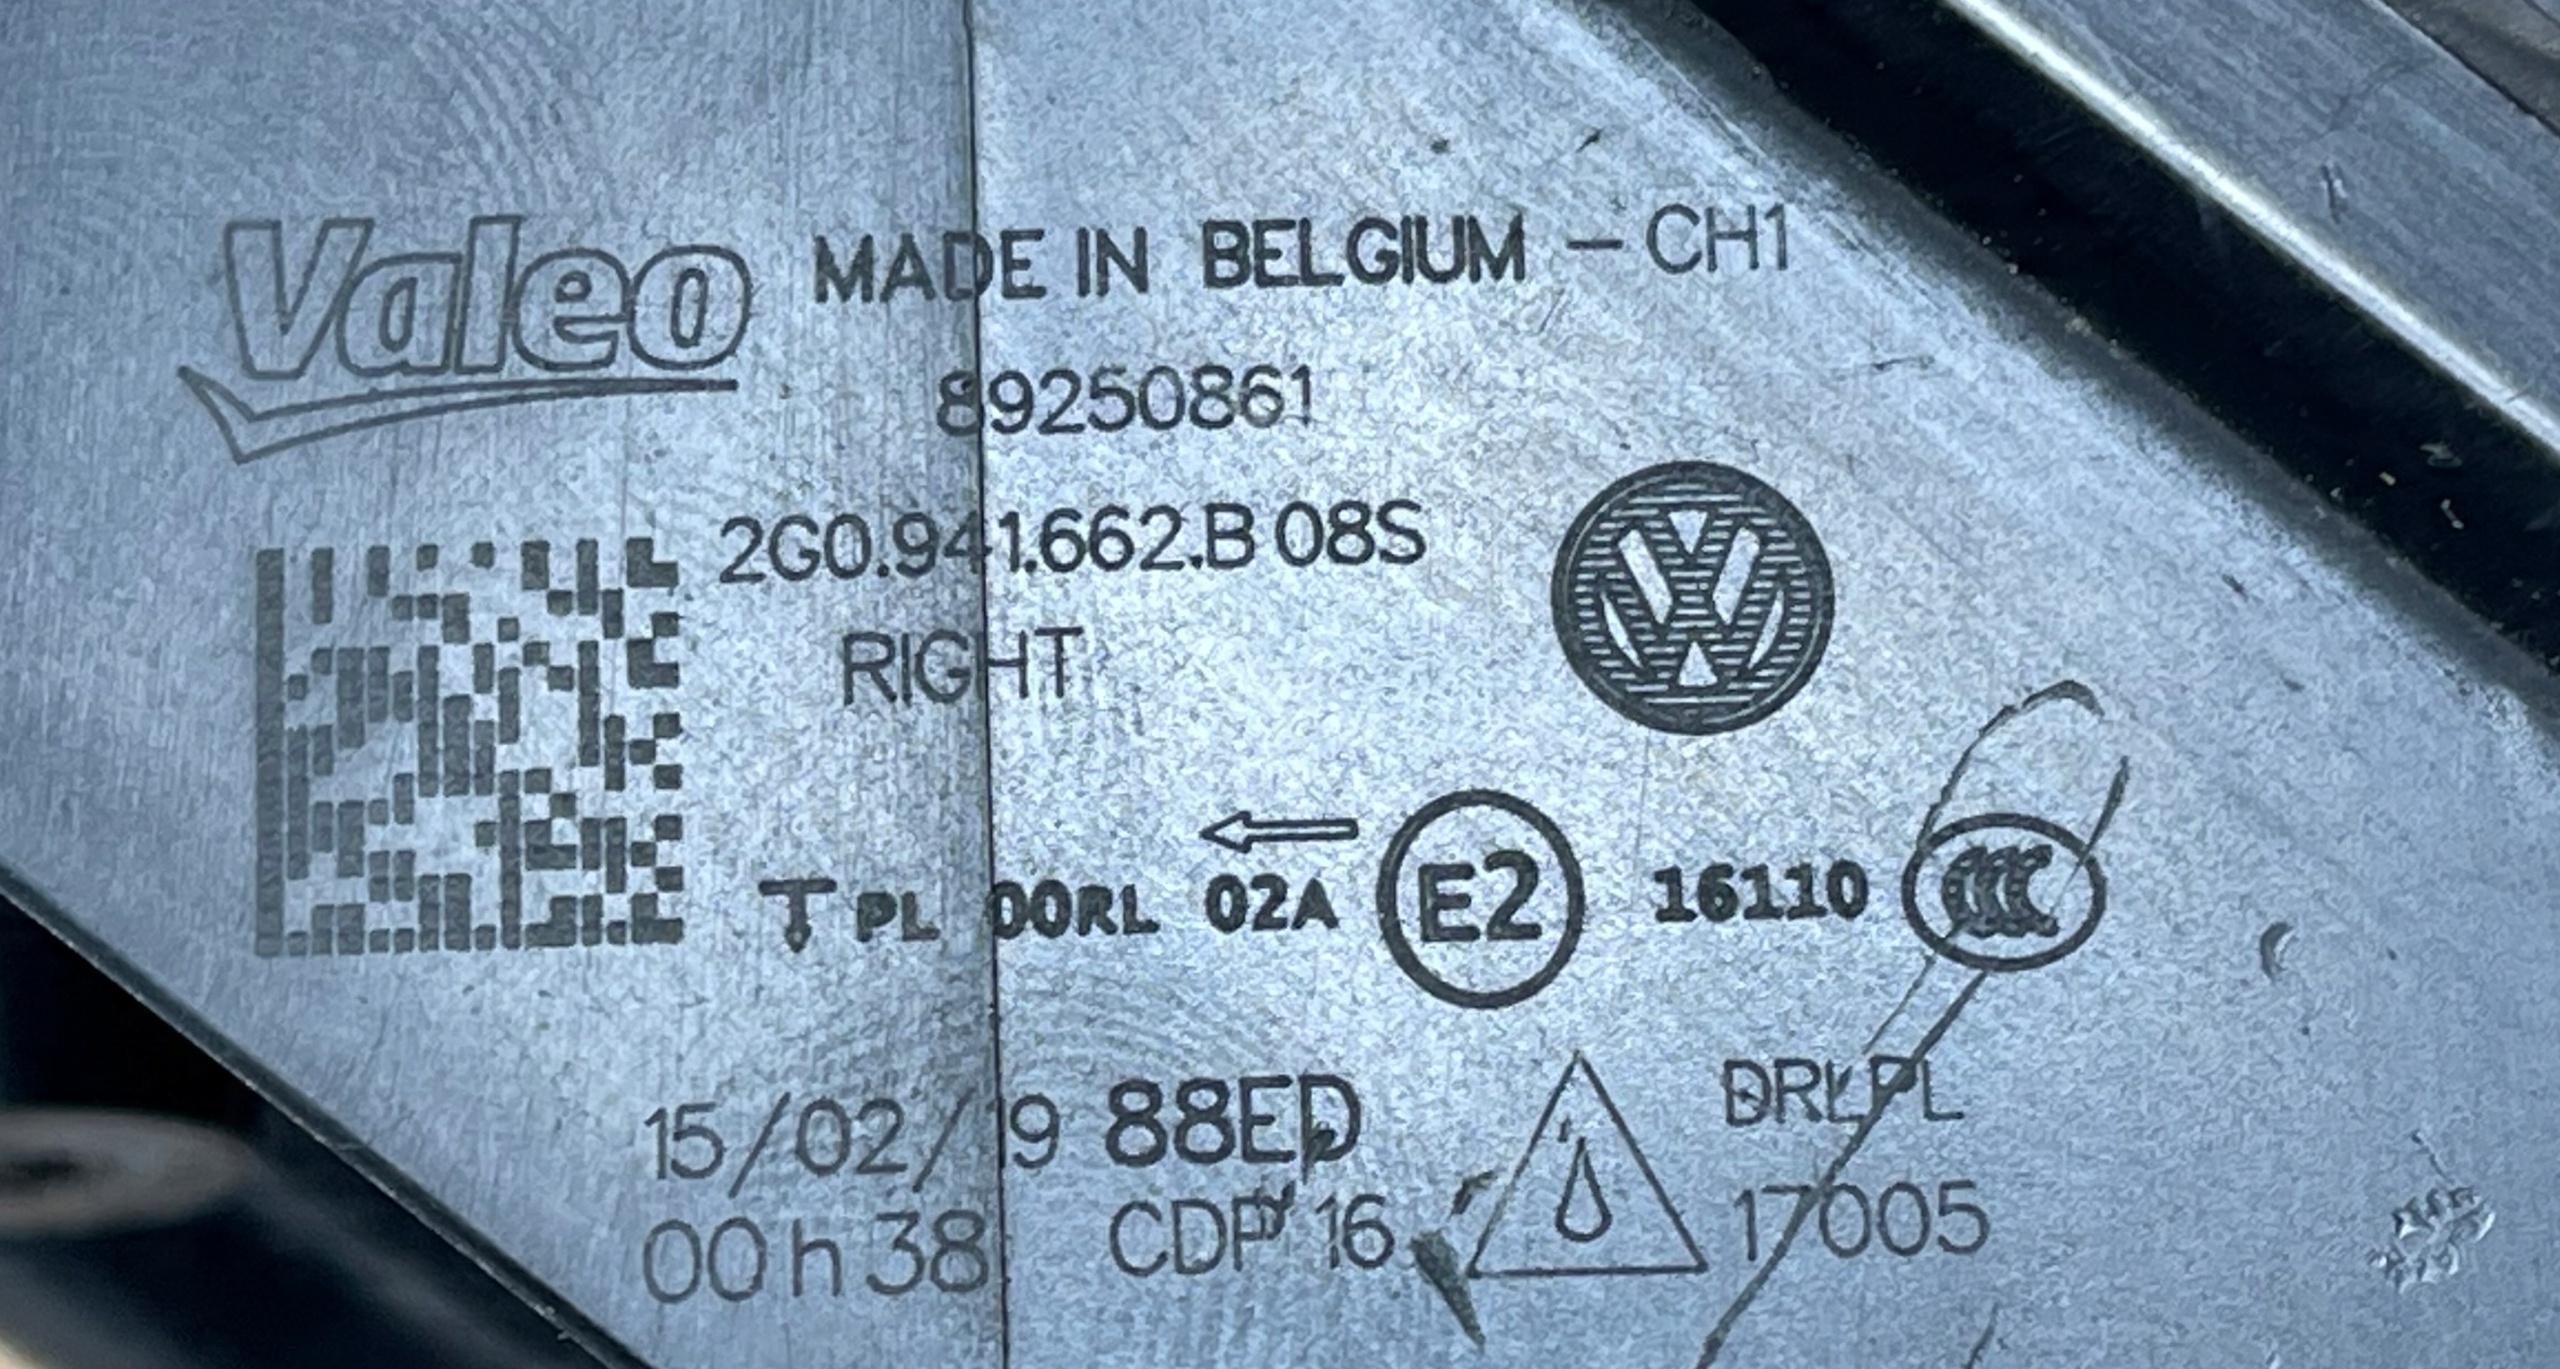 Valeo MADE IN BELGIUM - CH1
89250861
2G0.941.662.B 08S
RIGHT
PL 00RL 02A E2 16110 CCC
15/02/19 88ED DRLPL
00h38 CDP 16 17005